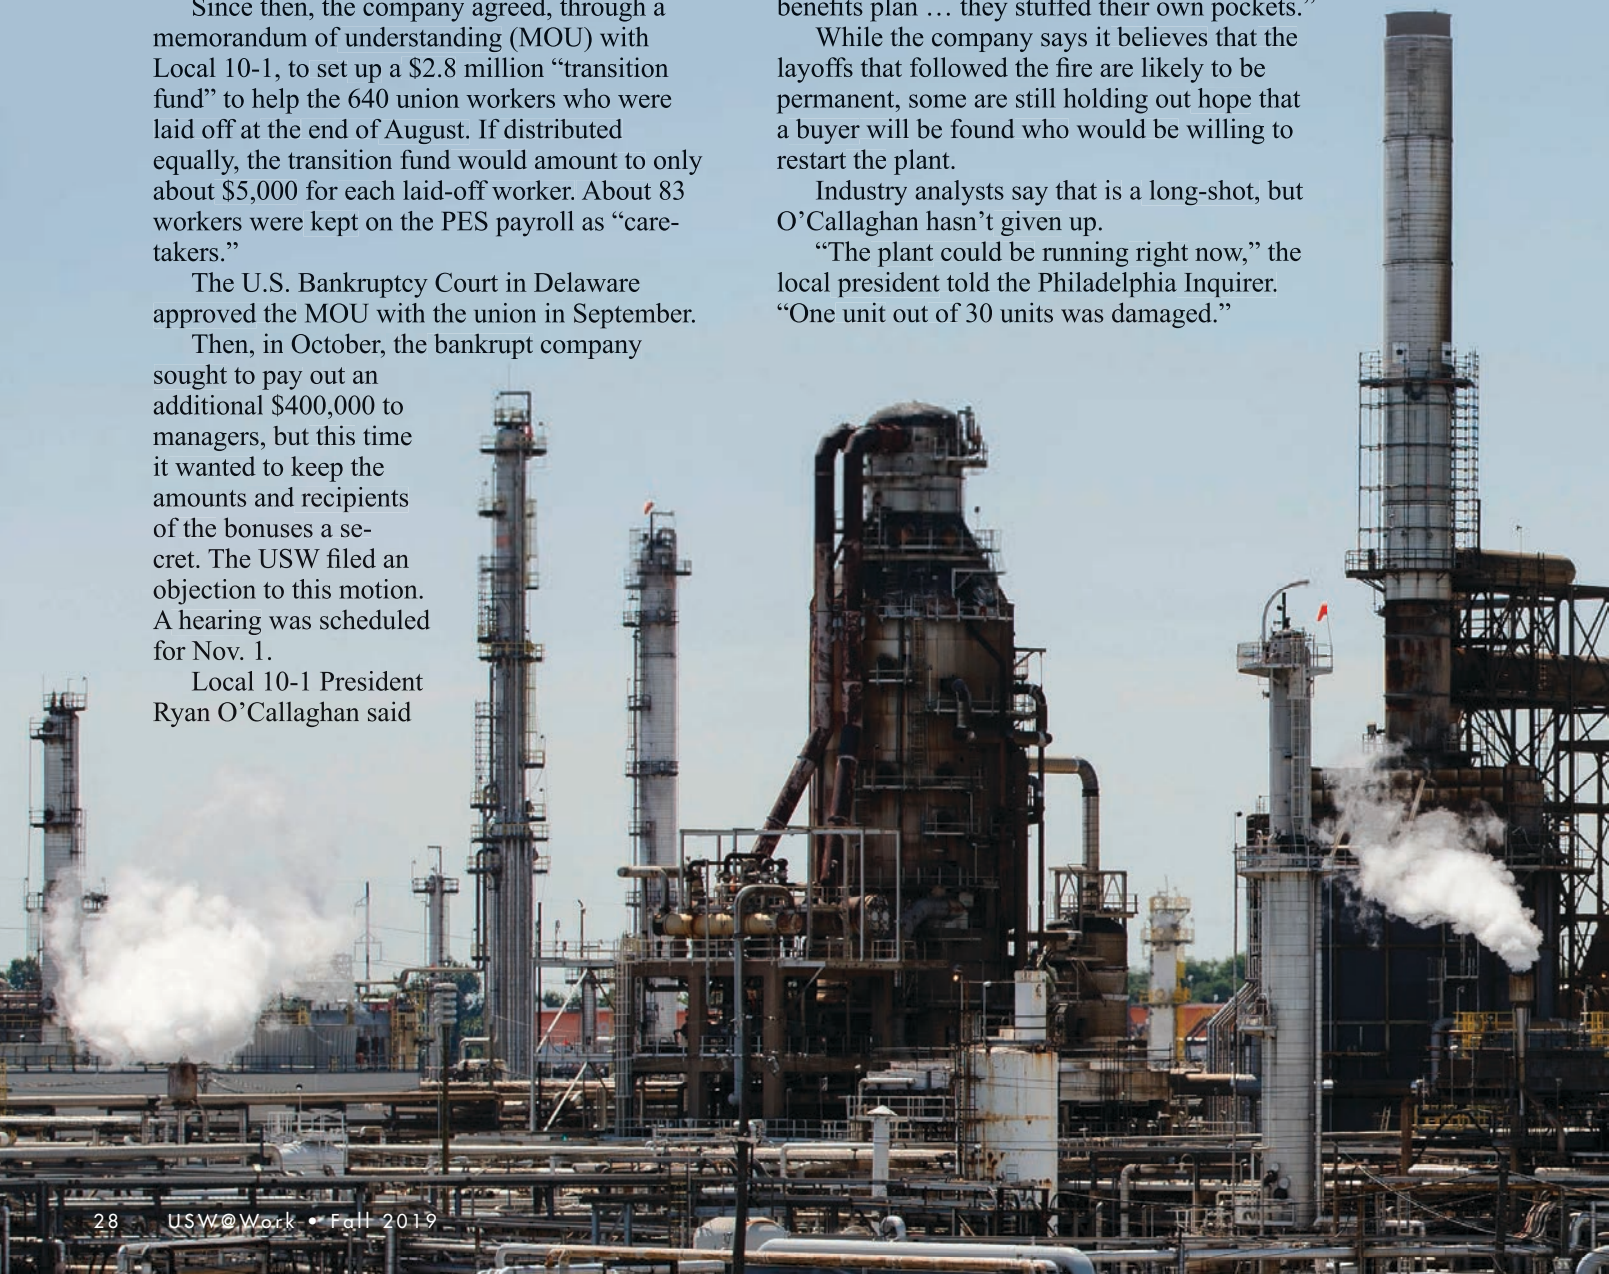 Since then, the company agreed, through a
memorandum of understanding (MOU) with
Local 10-1, to set up a $2.8 million “transition
fund” to help the 640 union workers who were
laid off at the end of August. If distributed
equally, the transition fund would amount to only
about $5,000 for each laid-off worker. About 83
workers were kept on the PES payroll as “care-
takers.”
The U.S. Bankruptcy Court in Delaware
approved the MOU with the union in September.
Then, in October, the bankrupt company
sought to pay out an
additional $400,000 to
managers, but this time
it wanted to keep the
amounts and recipients
of the bonuses a se-
cret. The USW filed an
objection to this motion.
A hearing was scheduled
for Nov. 1.
Local 10-1 President
Ryan O’Callaghan said
benefits plan … they stuffed their own pockets.”
While the company says it believes that the
layoffs that followed the fire are likely to be
permanent, some are still holding out hope that
a buyer will be found who would be willing to
restart the plant.
Industry analysts say that is a long-shot, but
O’Callaghan hasn’t given up.
“The plant could be running right now,” the
local president told the Philadelphia Inquirer.
“One unit out of 30 units was damaged.”
28 USW@Work • Fall 2019